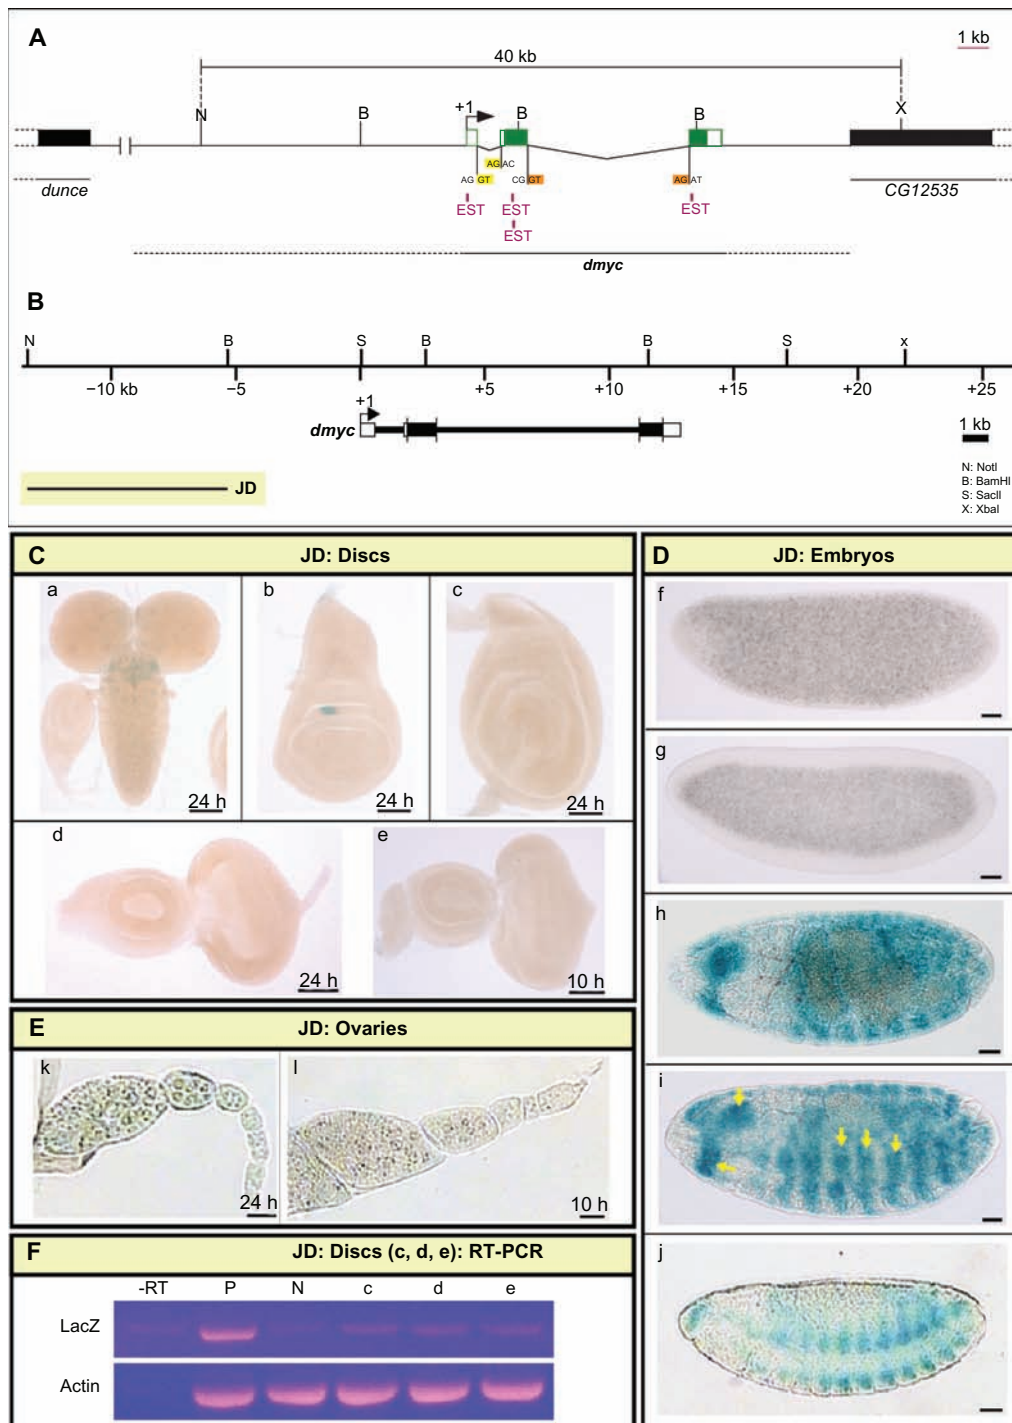 A
1 kb
40 kb
N
B
+1
B
B
X
AG AC
AG GT
CG GT
AG AT
dunce
EST
EST
EST
EST
CG12535
dmyc
B
N
B
S
B
B
S
x
−10 kb
−5
+5
+10
+15
+20
+25
+1
dmyc
1 kb
JD
N: NotI
B: BamHI
S: SacII
X: XbaI
C
JD: Discs
a
24 h
b
24 h
c
24 h
d
24 h
e
10 h
D
JD: Embryos
f
g
h
i
j
E
JD: Ovaries
k
24 h
l
10 h
F
JD: Discs (c, d, e): RT-PCR
-RT
P
N
c
d
e
LacZ
Actin